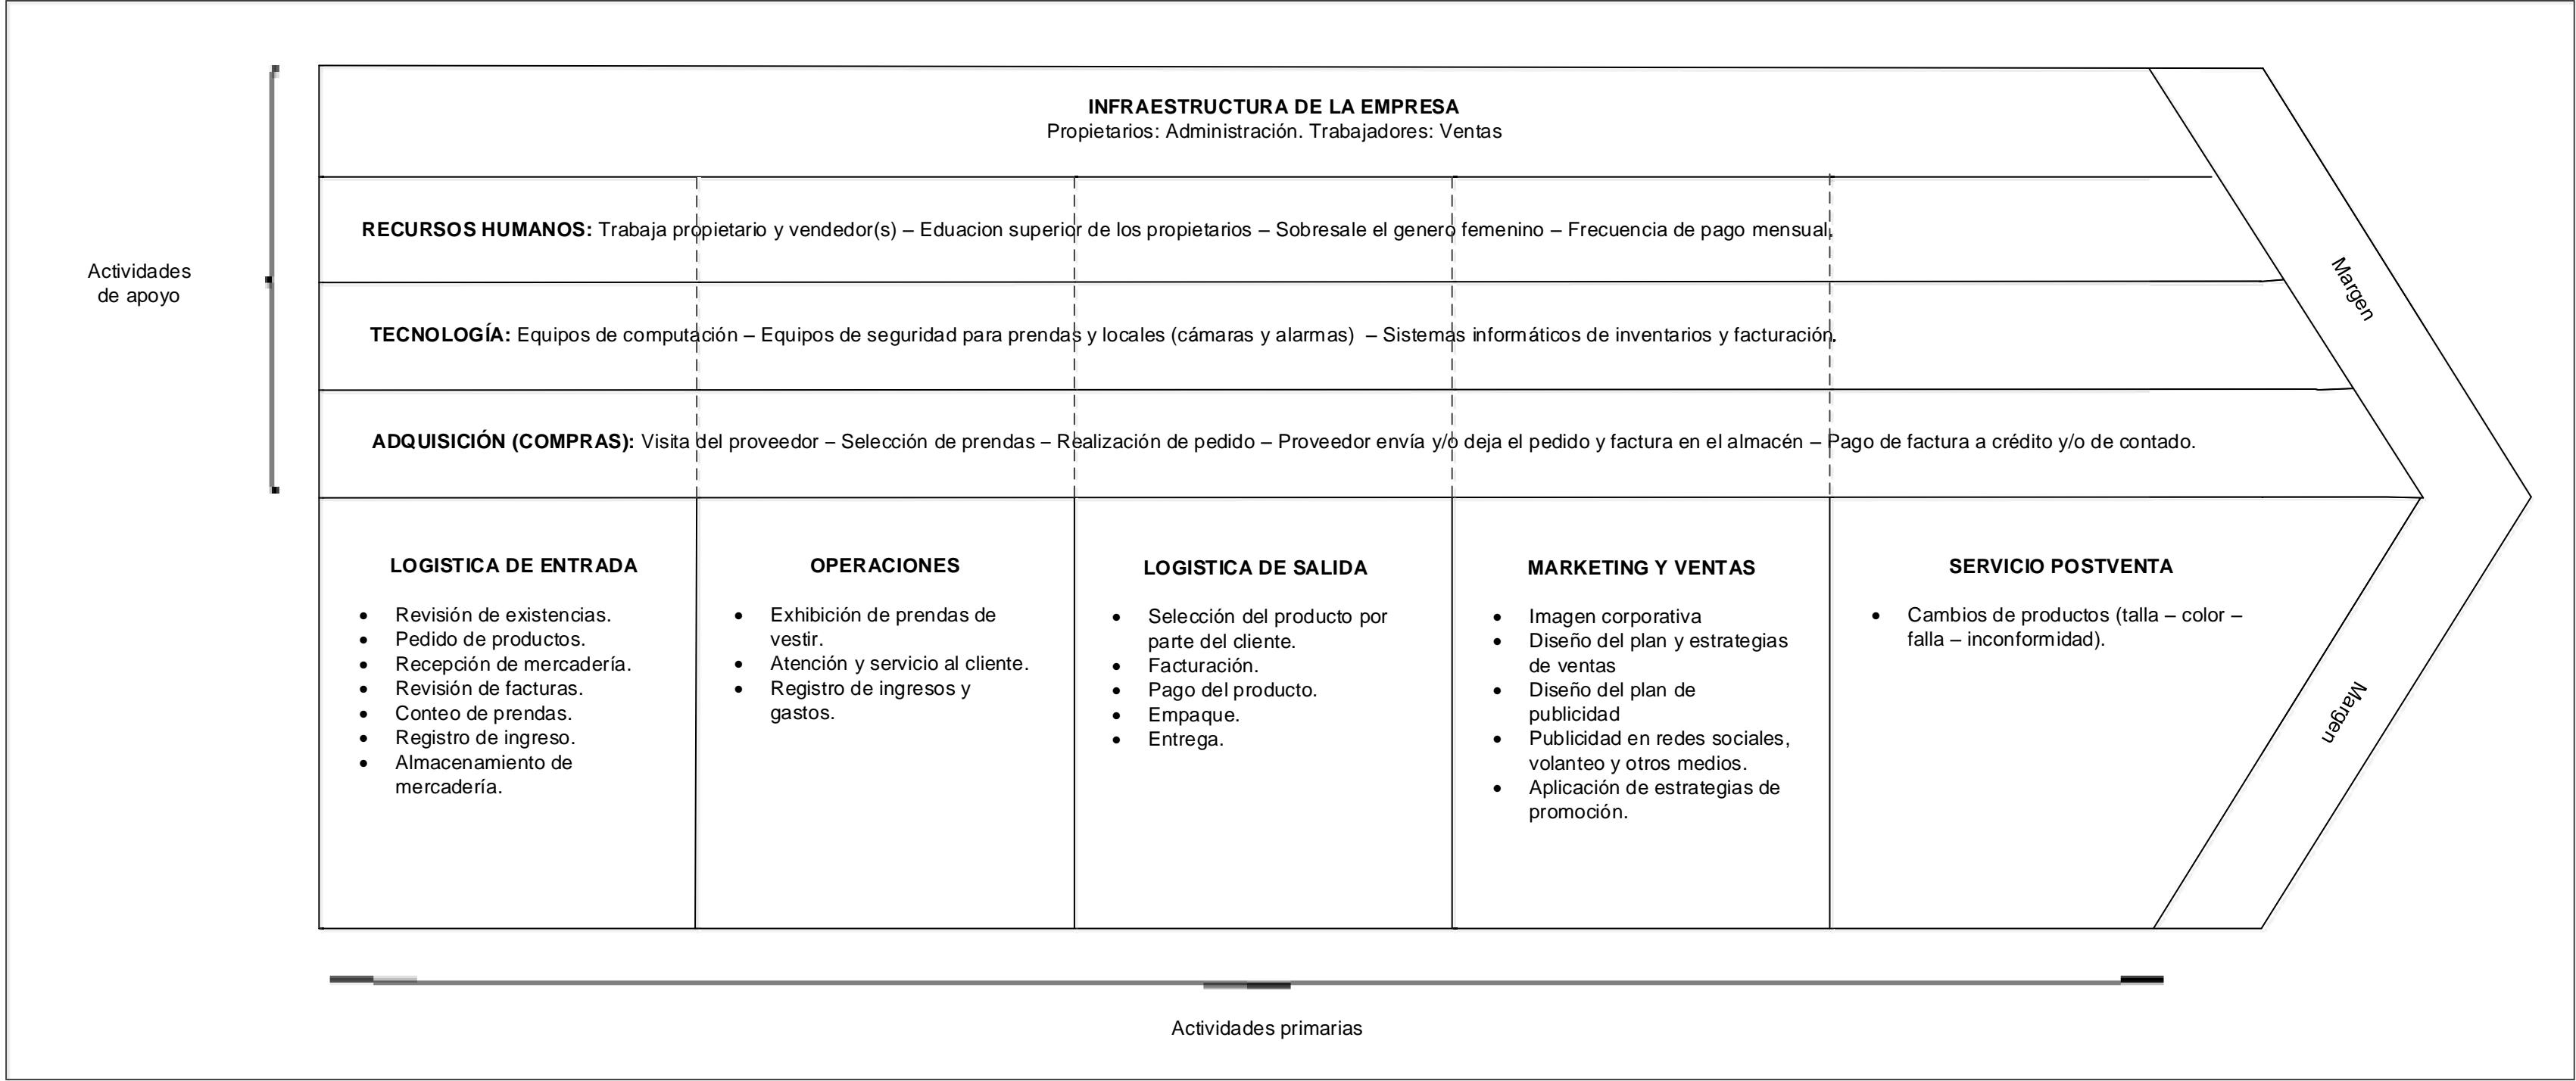 INFRAESTRUCTURA DE LA EMPRESA
Propietarios: Administración. Trabajadores: Ventas
RECURSOS HUMANOS: Trabaja propietario y vendedor(s) – Eduacion superior de los propietarios – Sobresale el genero femenino – Frecuencia de pago mensual.
Actividades
de apoyo
TECNOLOGÍA: Equipos de computación – Equipos de seguridad para prendas y locales (cámaras y alarmas) – Sistemas informáticos de inventarios y facturación.
ADQUISICIÓN (COMPRAS): Visita del proveedor – Selección de prendas – Realización de pedido – Proveedor envía y/o deja el pedido y factura en el almacén – Pago de factura a crédito y/o de contado.
Margen
LOGISTICA DE ENTRADA
• Revisión de existencias.
• Pedido de productos.
• Recepción de mercadería.
• Revisión de facturas.
• Conteo de prendas.
• Registro de ingreso.
• Almacenamiento de
mercadería.
OPERACIONES
• Exhibición de prendas de
vestir.
• Atención y servicio al cliente.
• Registro de ingresos y
gastos.
LOGISTICA DE SALIDA
• Selección del producto por
parte del cliente.
• Facturación.
• Pago del producto.
• Empaque.
• Entrega.
MARKETING Y VENTAS
• Imagen corporativa
• Diseño del plan y estrategias
de ventas
• Diseño del plan de
publicidad
• Publicidad en redes sociales,
volanteo y otros medios.
• Aplicación de estrategias de
promoción.
SERVICIO POSTVENTA
• Cambios de productos (talla – color –
falla – inconformidad).
Margen
Actividades primarias